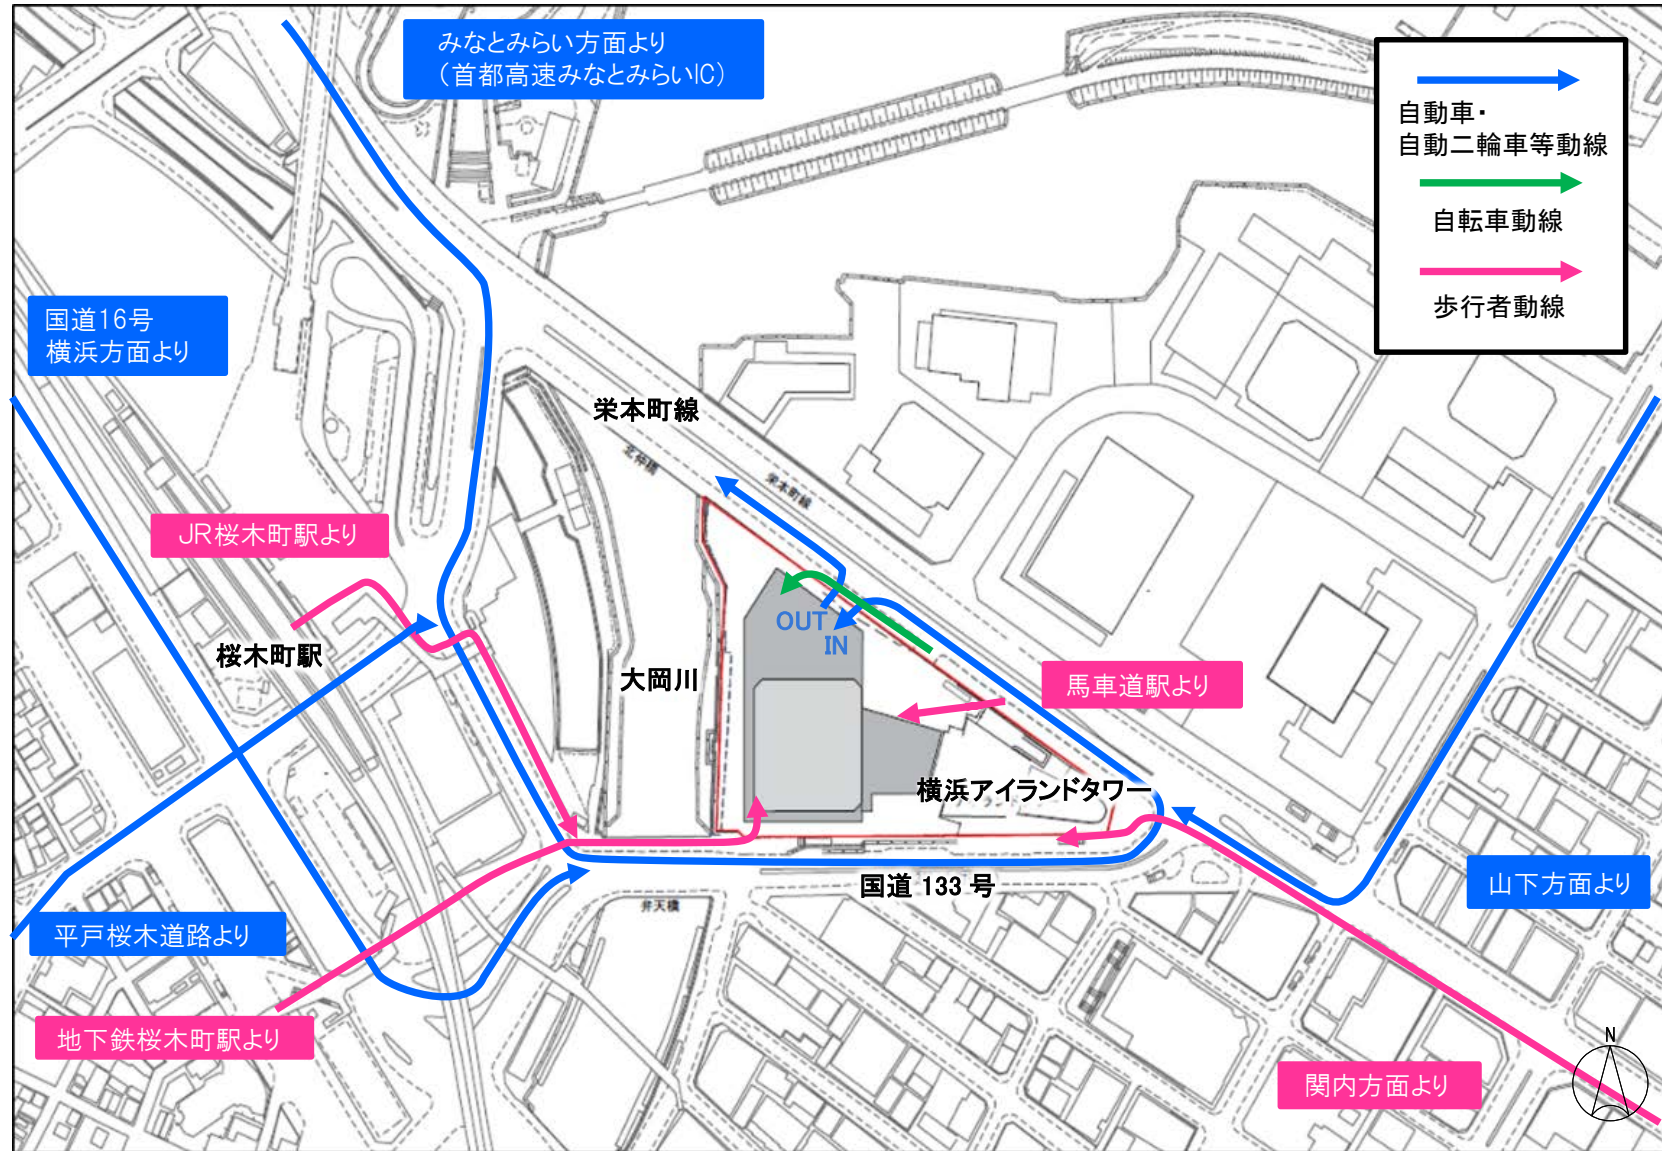 みなとみらい方面より
（首都高速みなとみらいIC）
自動車・
自動二輪車等動線
自転車動線
歩行者動線
国道16号
横浜方面より
栄本町線
北仲橋
栄本町線
JR桜木町駅より
桜木町駅
大岡川
OUT
IN
馬車道駅より
横浜アイランドタワー
国道 133 号
弁天橋
山下方面より
平戸桜木道路より
地下鉄桜木町駅より
関内方面より
N